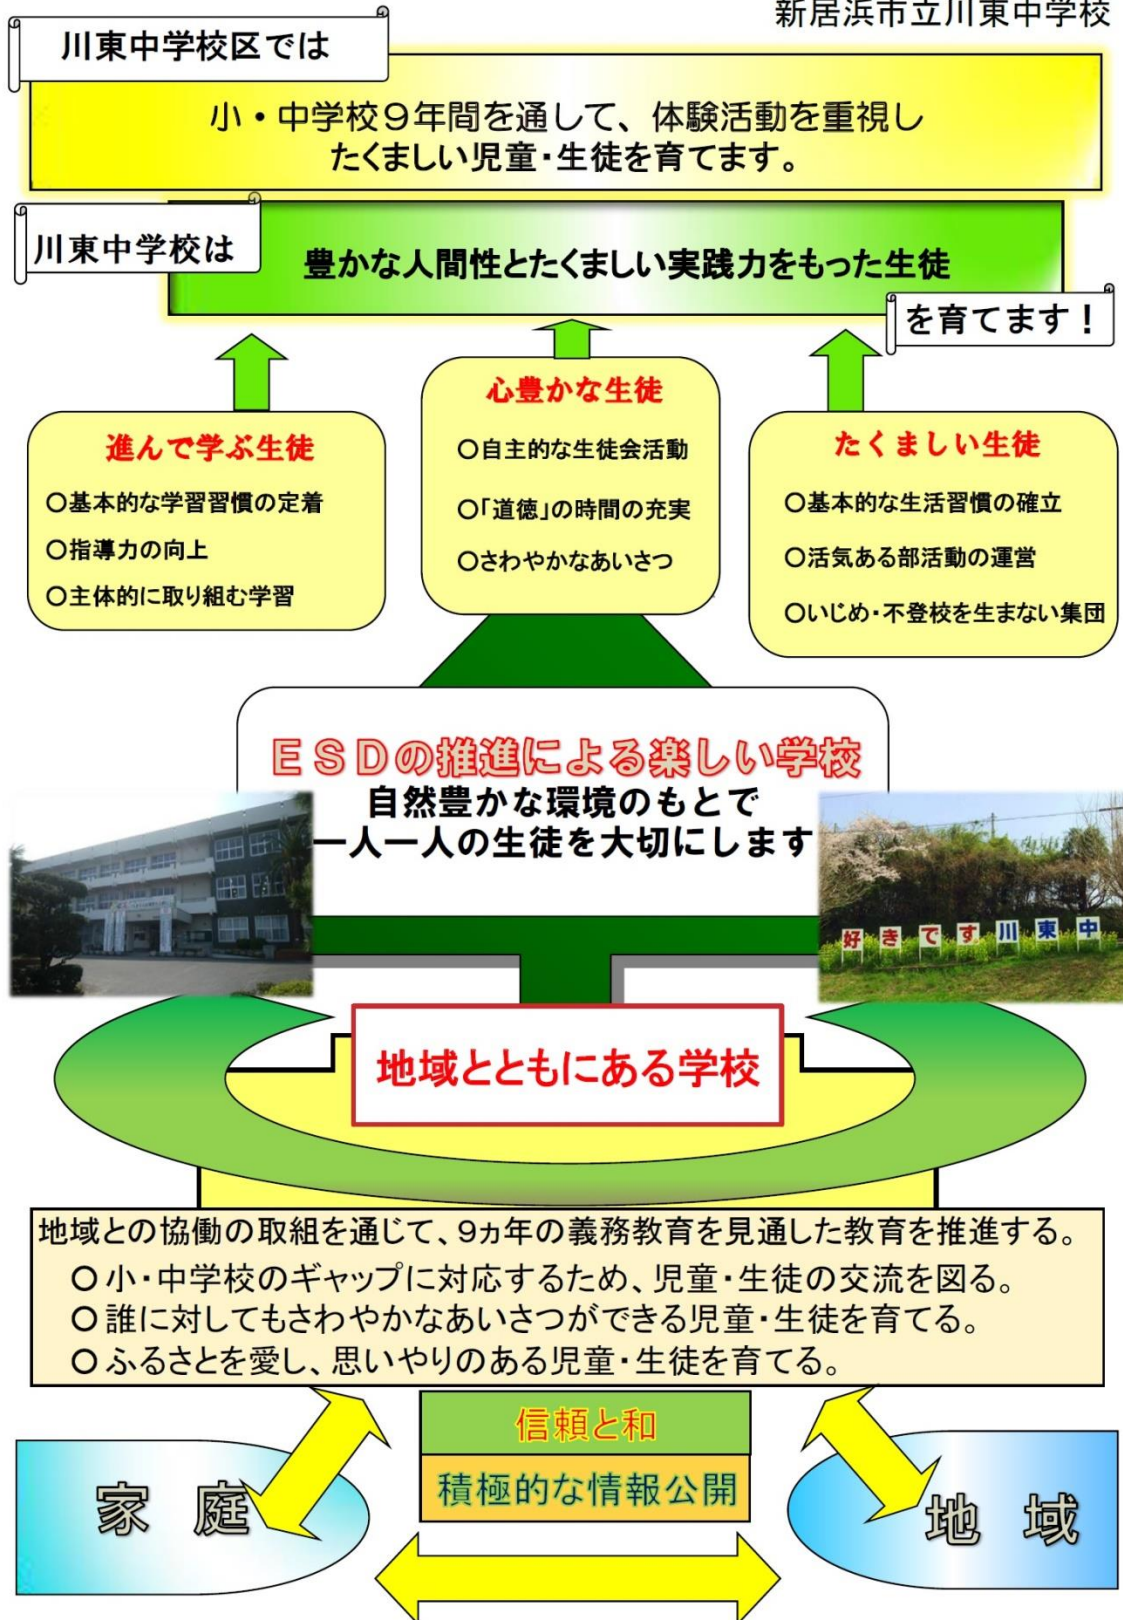 新居浜市立川東中学校
川東中学校区では
小・中学校９年間を通して、体験活動を重視し
たくましい児童・生徒を育てます。
川東中学校は
豊かな人間性とたくましい実践力をもった生徒
を育てます！
進んで学ぶ生徒
○基本的な学習習慣の定着
○指導力の向上
○主体的に取り組む学習
心豊かな生徒
○自主的な生徒会活動
○「道徳」の時間の充実
○さわやかなあいさつ
たくましい生徒
○基本的な生活習慣の確立
○活気ある部活動の運営
○いじめ・不登校を生まない集団
ＥＳＤの推進による楽しい学校
自然豊かな環境のもとで
一人一人の生徒を大切にします
好きです川東中
地域とともにある学校
地域との協働の取組を通じて、９ヵ年の義務教育を見通した教育を推進する。
○小・中学校のギャップに対応するため、児童・生徒の交流を図る。
○誰に対してもさわやかなあいさつができる児童・生徒を育てる。
○ふるさとを愛し、思いやりのある児童・生徒を育てる。
信頼と和
積極的な情報公開
家 庭
地 域